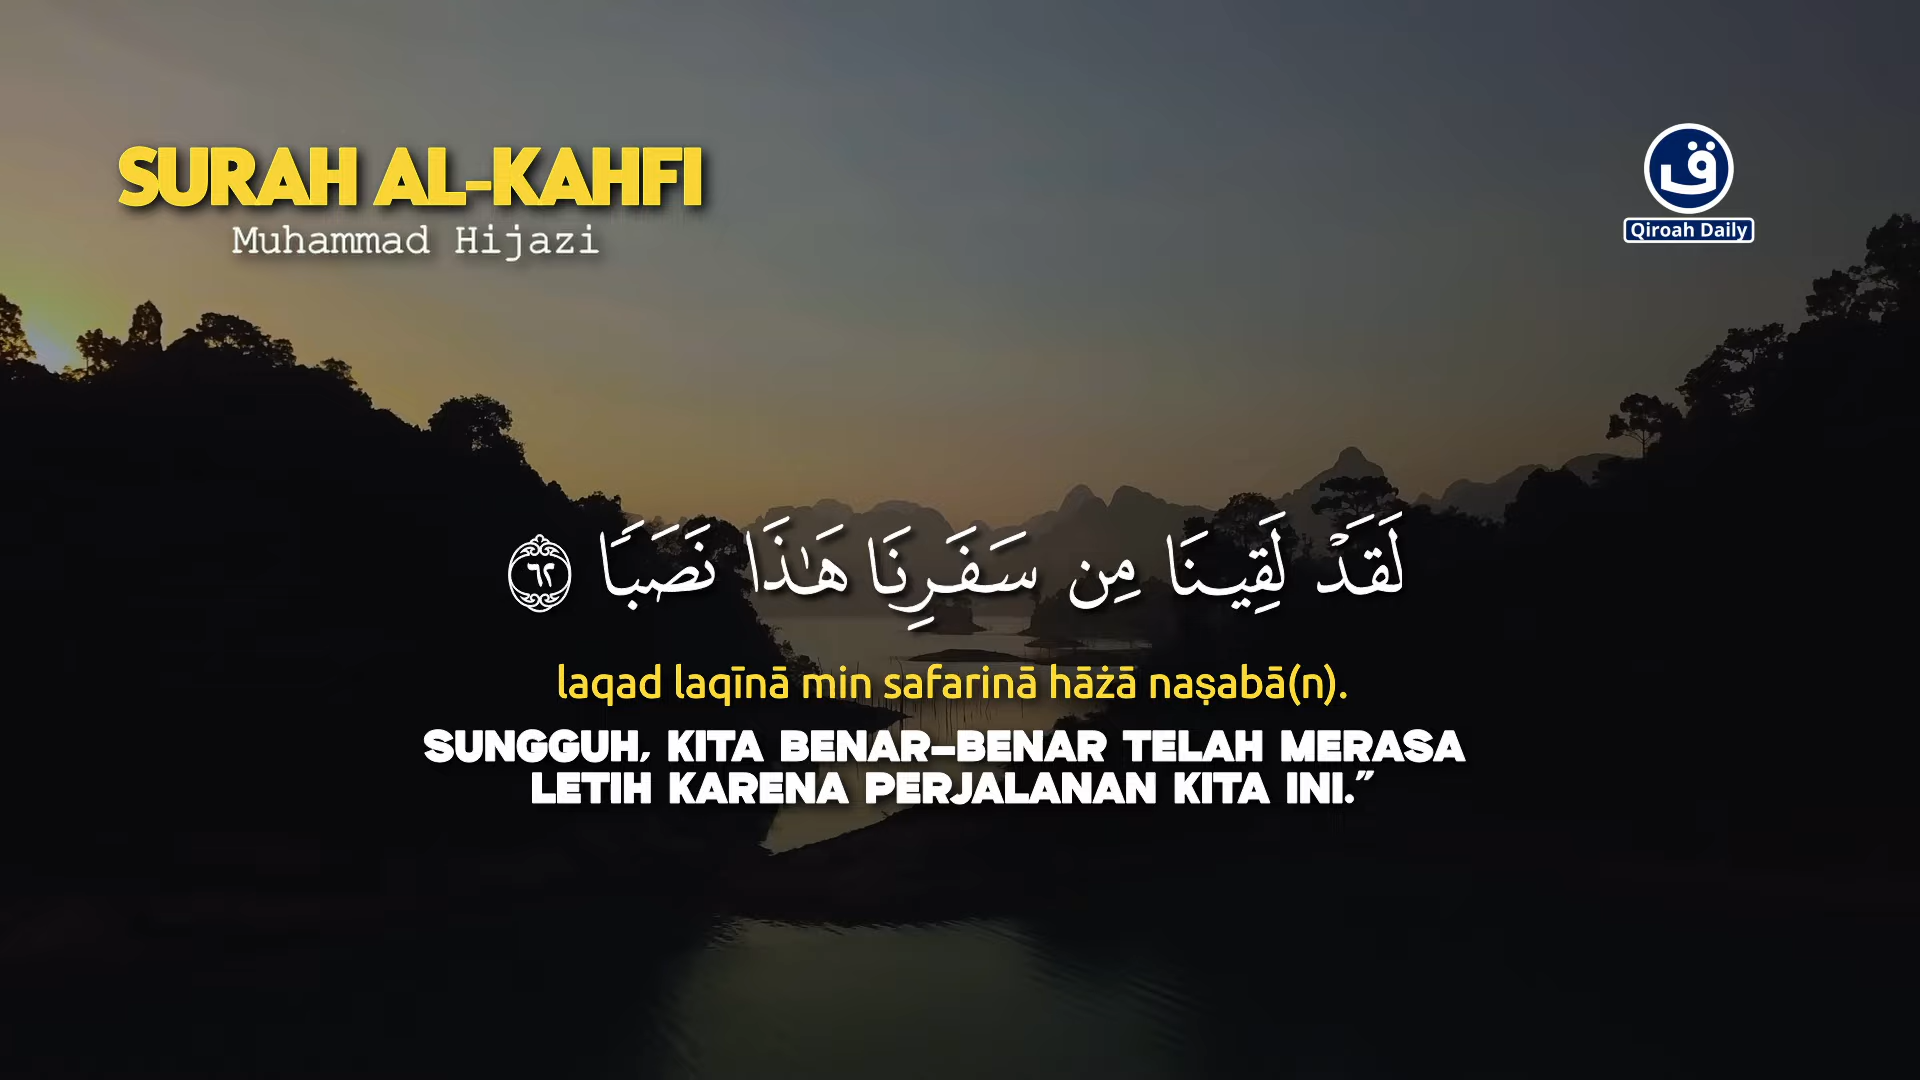 SURAH AL-KAHFI
Muhammad Hijazi
ق
Qiroah Daily
لَقَدْ لَقِينَا مِن سَفَرِنَا هَٰذَا نَصَبًا ٦٢
laqad laqīnā min safarinā hāżā naṣabā(n).
SUNGGUH, KITA BENAR-BENAR TELAH MERASA
LETIH KARENA PERJALANAN KITA INI.”